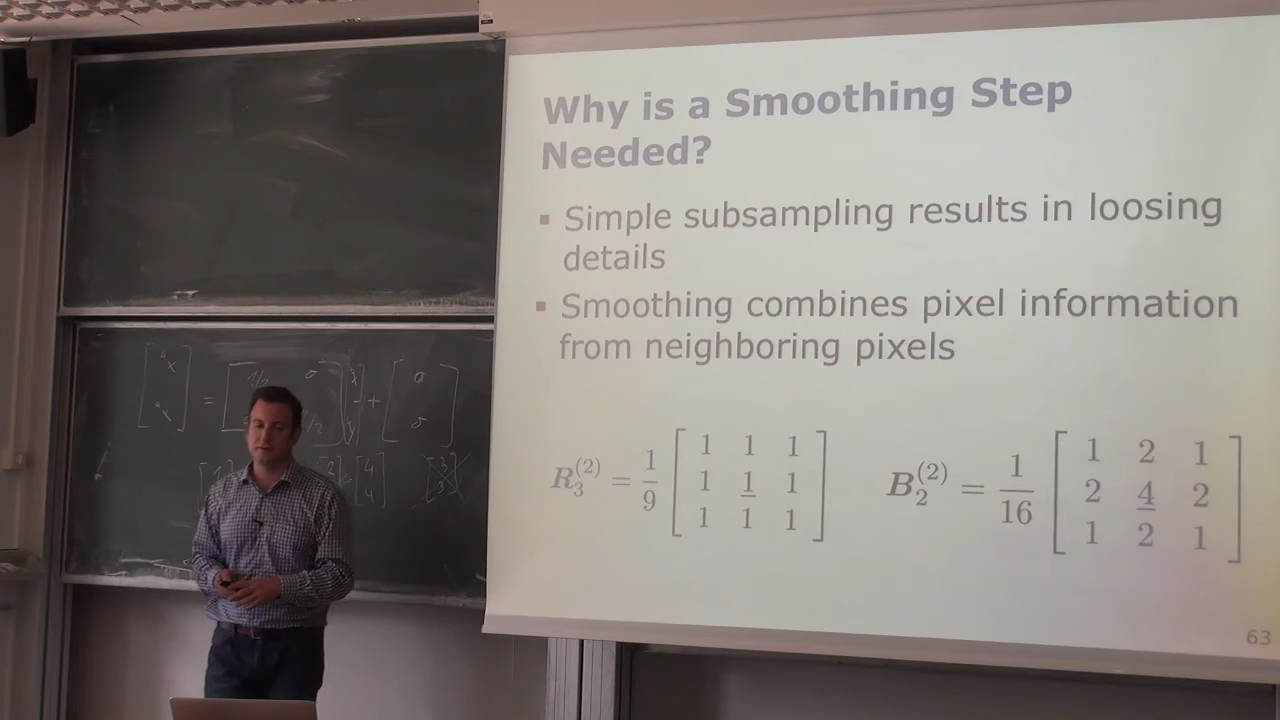 Why is a Smoothing Step
Needed?
▪ Simple subsampling results in loosing
details
▪ Smoothing combines pixel information
from neighboring pixels
R₃⁽²⁾ = 1/9 [1 1 1; 1 1 1; 1 1 1]
B₂⁽²⁾ = 1/16 [1 2 1; 2 4 2; 1 2 1]
63